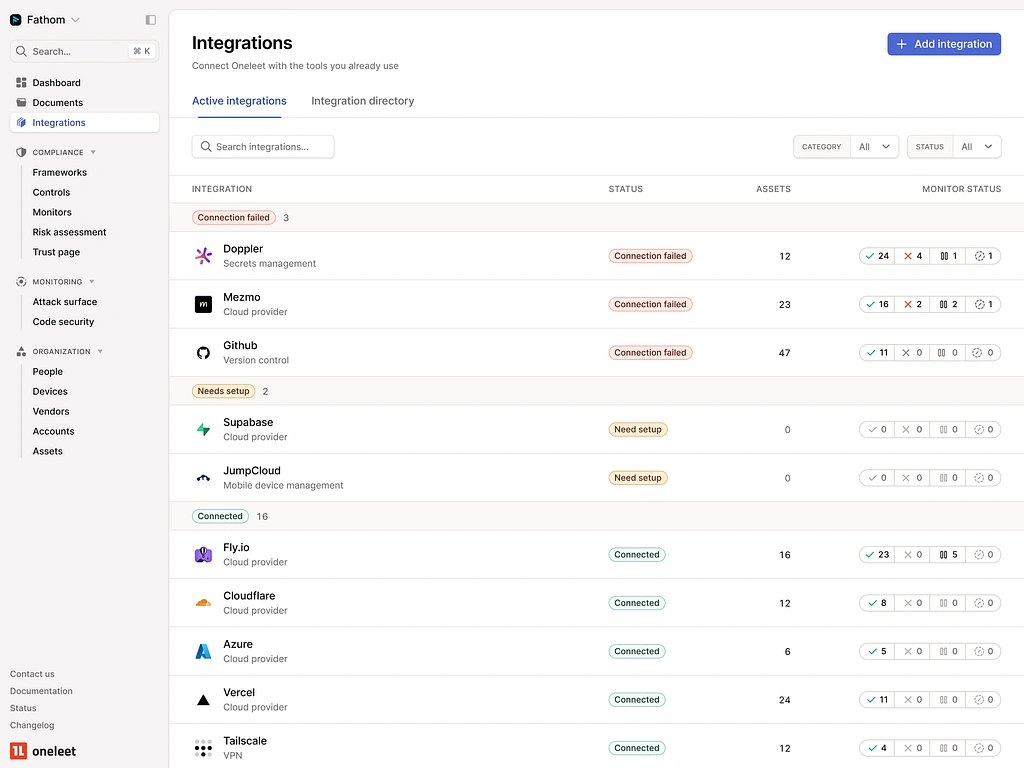 Fathom
Search...
⌘ K
Dashboard
Documents
Integrations
COMPLIANCE
Frameworks
Controls
Monitors
Risk assessment
Trust page
MONITORING
Attack surface
Code security
ORGANIZATION
People
Devices
Vendors
Accounts
Assets
Contact us
Documentation
Status
Changelog
1L oneleet
Integrations
Connect Oneleet with the tools you already use
Add integration
Active integrations Integration directory
Search integrations...
CATEGORY All STATUS All
INTEGRATION STATUS ASSETS MONITOR STATUS
Connection failed 3
Doppler
Secrets management
Connection failed 12 24 4 1 1
m
Mezmo
Cloud provider
Connection failed 23 16 2 2 1
Github
Version control
Connection failed 47 11 0 0 0
Needs setup 2
Supabase
Cloud provider
Need setup 0 0 0 0 0
JumpCloud
Mobile device management
Need setup 0 0 0 0 0
Connected 16
Fly.io
Cloud provider
Connected 16 23 0 5 0
Cloudflare
Cloud provider
Connected 12 8 0 0 0
Azure
Cloud provider
Connected 6 5 0 0 0
Vercel
Cloud provider
Connected 24 11 0 0 0
Tailscale
VPN
Connected 12 4 0 0 0